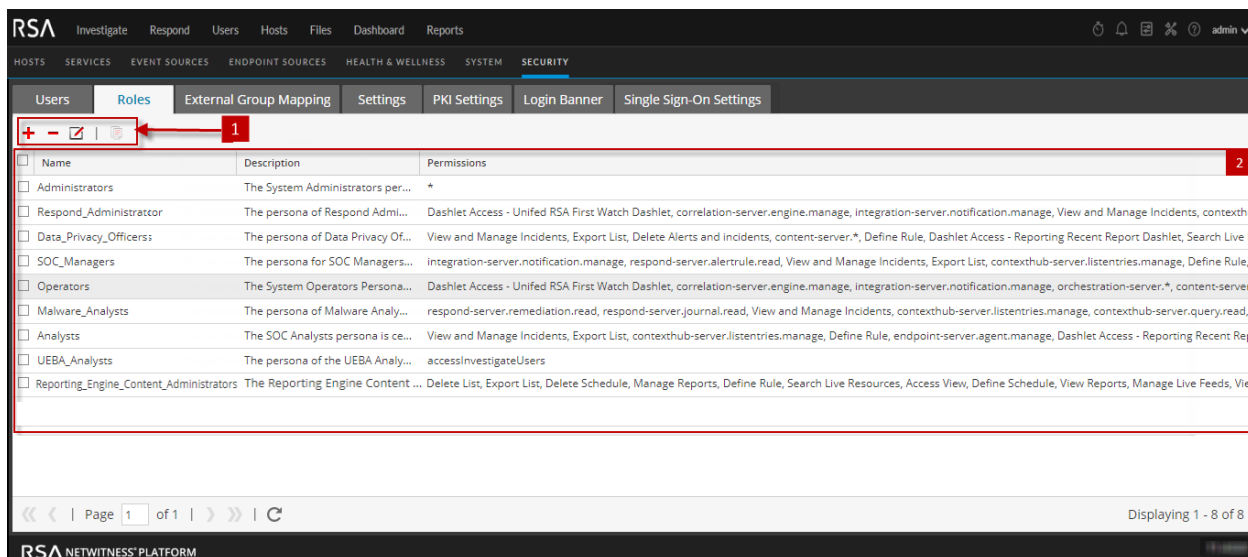 RSA Investigate Respond Users Hosts Files Dashboard Reports admin
HOSTS SERVICES EVENT SOURCES ENDPOINT SOURCES HEALTH & WELLNESS SYSTEM SECURITY
Users Roles External Group Mapping Settings PKI Settings Login Banner Single Sign-On Settings
1
Name Description Permissions 2
Administrators The System Administrators per... *
Respond_Administrator The persona of Respond Admi... Dashlet Access - Unifed RSA First Watch Dashlet, correlation-server.engine.manage, integration-server.notification.manage, View and Manage Incidents, contexth
Data_Privacy_Officers The persona of Data Privacy Of... View and Manage Incidents, Export List, Delete Alerts and incidents, content-server.*, Define Rule, Dashlet Access - Reporting Recent Report Dashlet, Search Live
SOC_Managers The persona for SOC Managers... integration-server.notification.manage, respond-server.alertrule.read, View and Manage Incidents, Export List, contexthub-server.listentries.manage, Define Rule,
Operators The System Operators Persona... Dashlet Access - Unifed RSA First Watch Dashlet, correlation-server.engine.manage, integration-server.notification.manage, orchestration-server.*, content-server
Malware_Analysts The persona of Malware Analy... respond-server.remediation.read, respond-server.journal.read, View and Manage Incidents, contexthub-server.listentries.manage, contexthub-server.query.read,
Analysts The SOC Analysts persona is ce... View and Manage Incidents, Export List, contexthub-server.listentries.manage, Define Rule, endpoint-server.agent.manage, Dashlet Access - Reporting Recent Rep
UEBA_Analysts The persona of the UEBA Analy... accessInvestigateUsers
Reporting_Engine_Content_Administrators The Reporting Engine Content ... Delete List, Export List, Delete Schedule, Manage Reports, Define Rule, Search Live Resources, Access View, Define Schedule, View Reports, Manage Live Feeds, Vie
Page 1 of 1 Displaying 1 - 8 of 8
RSA NETWITNESS® PLATFORM